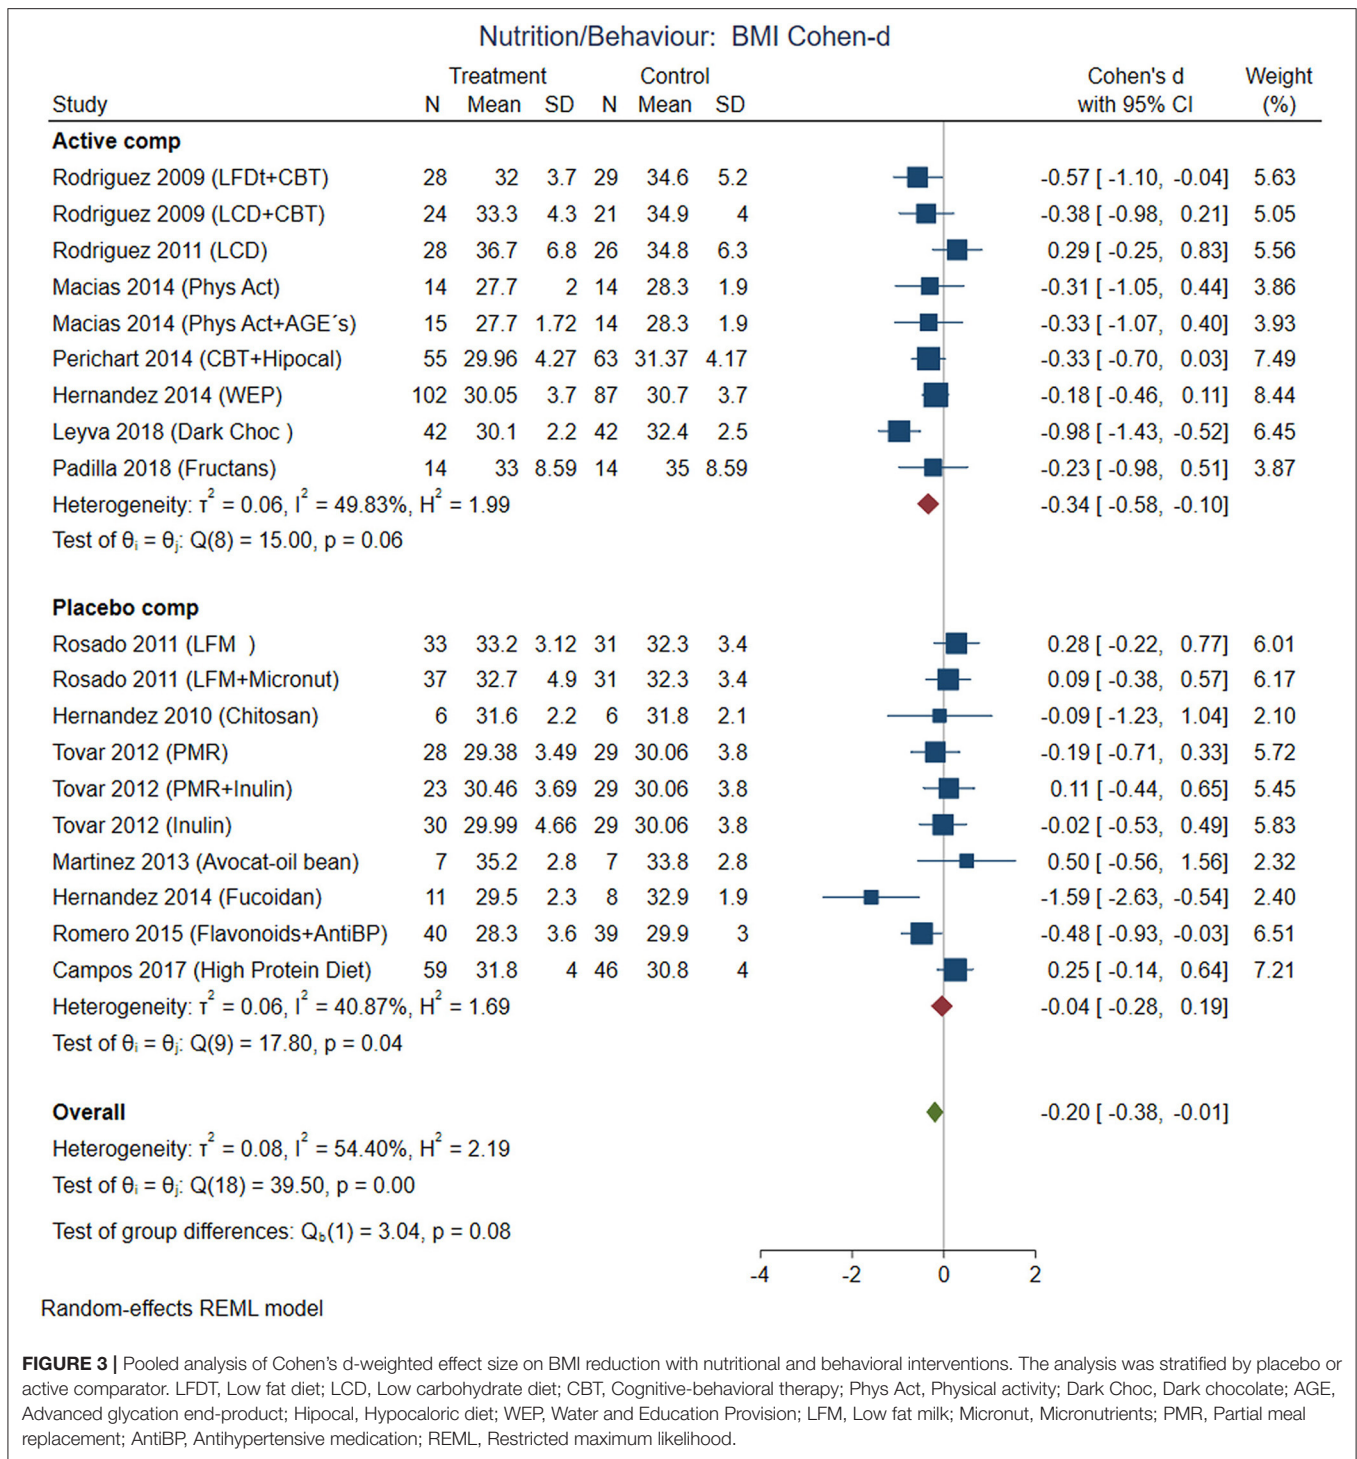 Nutrition/Behaviour: BMI Cohen-d
Treatment Control Cohen's d Weight
Study N Mean SD N Mean SD with 95% CI (%)
Active comp
Rodriguez 2009 (LFDt+CBT) 28 32 3.7 29 34.6 5.2 -0.57 [ -1.10, -0.04] 5.63
Rodriguez 2009 (LCD+CBT) 24 33.3 4.3 21 34.9 4 -0.38 [ -0.98, 0.21] 5.05
Rodriguez 2011 (LCD) 28 36.7 6.8 26 34.8 6.3 0.29 [ -0.25, 0.83] 5.56
Macias 2014 (Phys Act) 14 27.7 2 14 28.3 1.9 -0.31 [ -1.05, 0.44] 3.86
Macias 2014 (Phys Act+AGE´s) 15 27.7 1.72 14 28.3 1.9 -0.33 [ -1.07, 0.40] 3.93
Perichart 2014 (CBT+Hipocal) 55 29.96 4.27 63 31.37 4.17 -0.33 [ -0.70, 0.03] 7.49
Hernandez 2014 (WEP) 102 30.05 3.7 87 30.7 3.7 -0.18 [ -0.46, 0.11] 8.44
Leyva 2018 (Dark Choc ) 42 30.1 2.2 42 32.4 2.5 -0.98 [ -1.43, -0.52] 6.45
Padilla 2018 (Fructans) 14 33 8.59 14 35 8.59 -0.23 [ -0.98, 0.51] 3.87
Heterogeneity: τ² = 0.06, I² = 49.83%, H² = 1.99 -0.34 [ -0.58, -0.10]
Test of θᵢ = θⱼ: Q(8) = 15.00, p = 0.06
Placebo comp
Rosado 2011 (LFM ) 33 33.2 3.12 31 32.3 3.4 0.28 [ -0.22, 0.77] 6.01
Rosado 2011 (LFM+Micronut) 37 32.7 4.9 31 32.3 3.4 0.09 [ -0.38, 0.57] 6.17
Hernandez 2010 (Chitosan) 6 31.6 2.2 6 31.8 2.1 -0.09 [ -1.23, 1.04] 2.10
Tovar 2012 (PMR) 28 29.38 3.49 29 30.06 3.8 -0.19 [ -0.71, 0.33] 5.72
Tovar 2012 (PMR+Inulin) 23 30.46 3.69 29 30.06 3.8 0.11 [ -0.44, 0.65] 5.45
Tovar 2012 (Inulin) 30 29.99 4.66 29 30.06 3.8 -0.02 [ -0.53, 0.49] 5.83
Martinez 2013 (Avocat-oil bean) 7 35.2 2.8 7 33.8 2.8 0.50 [ -0.56, 1.56] 2.32
Hernandez 2014 (Fucoidan) 11 29.5 2.3 8 32.9 1.9 -1.59 [ -2.63, -0.54] 2.40
Romero 2015 (Flavonoids+AntiBP) 40 28.3 3.6 39 29.9 3 -0.48 [ -0.93, -0.03] 6.51
Campos 2017 (High Protein Diet) 59 31.8 4 46 30.8 4 0.25 [ -0.14, 0.64] 7.21
Heterogeneity: τ² = 0.06, I² = 40.87%, H² = 1.69 -0.04 [ -0.28, 0.19]
Test of θᵢ = θⱼ: Q(9) = 17.80, p = 0.04
Overall -0.20 [ -0.38, -0.01]
Heterogeneity: τ² = 0.08, I² = 54.40%, H² = 2.19
Test of θᵢ = θⱼ: Q(18) = 39.50, p = 0.00
Test of group differences: Q_b(1) = 3.04, p = 0.08
-4 -2 0 2
Random-effects REML model
FIGURE 3 | Pooled analysis of Cohen's d-weighted effect size on BMI reduction with nutritional and behavioral interventions. The analysis was stratified by placebo or
active comparator. LFDT, Low fat diet; LCD, Low carbohydrate diet; CBT, Cognitive-behavioral therapy; Phys Act, Physical activity; Dark Choc, Dark chocolate; AGE,
Advanced glycation end-product; Hipocal, Hypocaloric diet; WEP, Water and Education Provision; LFM, Low fat milk; Micronut, Micronutrients; PMR, Partial meal
replacement; AntiBP, Antihypertensive medication; REML, Restricted maximum likelihood.